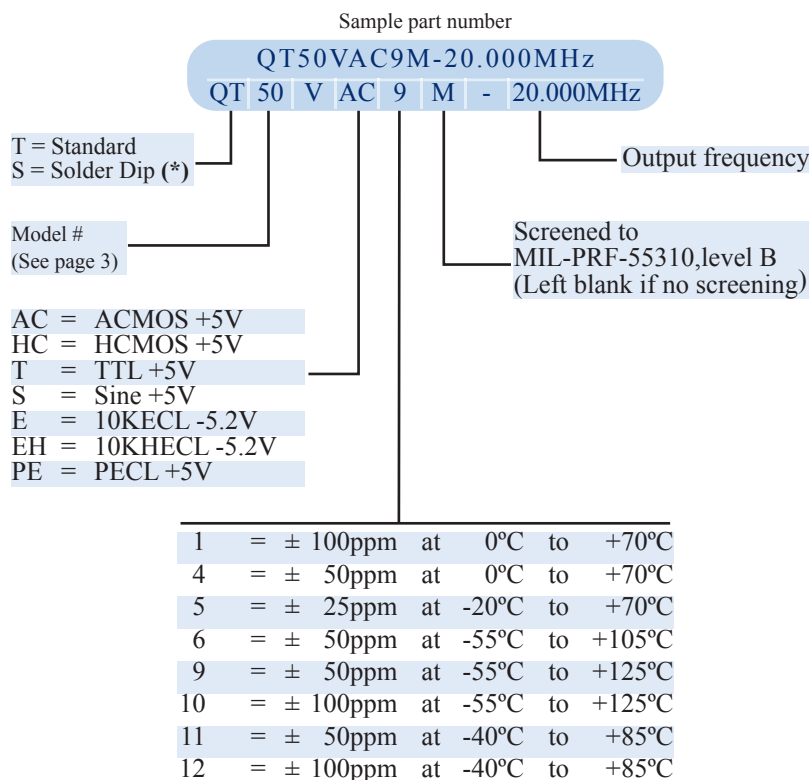 Sample part number
QT50VAC9M-20.000MHz
QT 50 V AC 9 M - 20.000MHz
T = Standard
S = Solder Dip (*)
Output frequency
Model #
(See page 3)
Screened to
MIL-PRF-55310,level B
(Left blank if no screening)
AC = ACMOS +5V
HC = HCMOS +5V
T = TTL +5V
S = Sine +5V
E = 10KECL -5.2V
EH = 10KHECL -5.2V
PE = PECL +5V
1 = ± 100ppm at 0ºC to +70ºC
4 = ± 50ppm at 0ºC to +70ºC
5 = ± 25ppm at -20ºC to +70ºC
6 = ± 50ppm at -55ºC to +105ºC
9 = ± 50ppm at -55ºC to +125ºC
10 = ± 100ppm at -55ºC to +125ºC
11 = ± 50ppm at -40ºC to +85ºC
12 = ± 100ppm at -40ºC to +85ºC